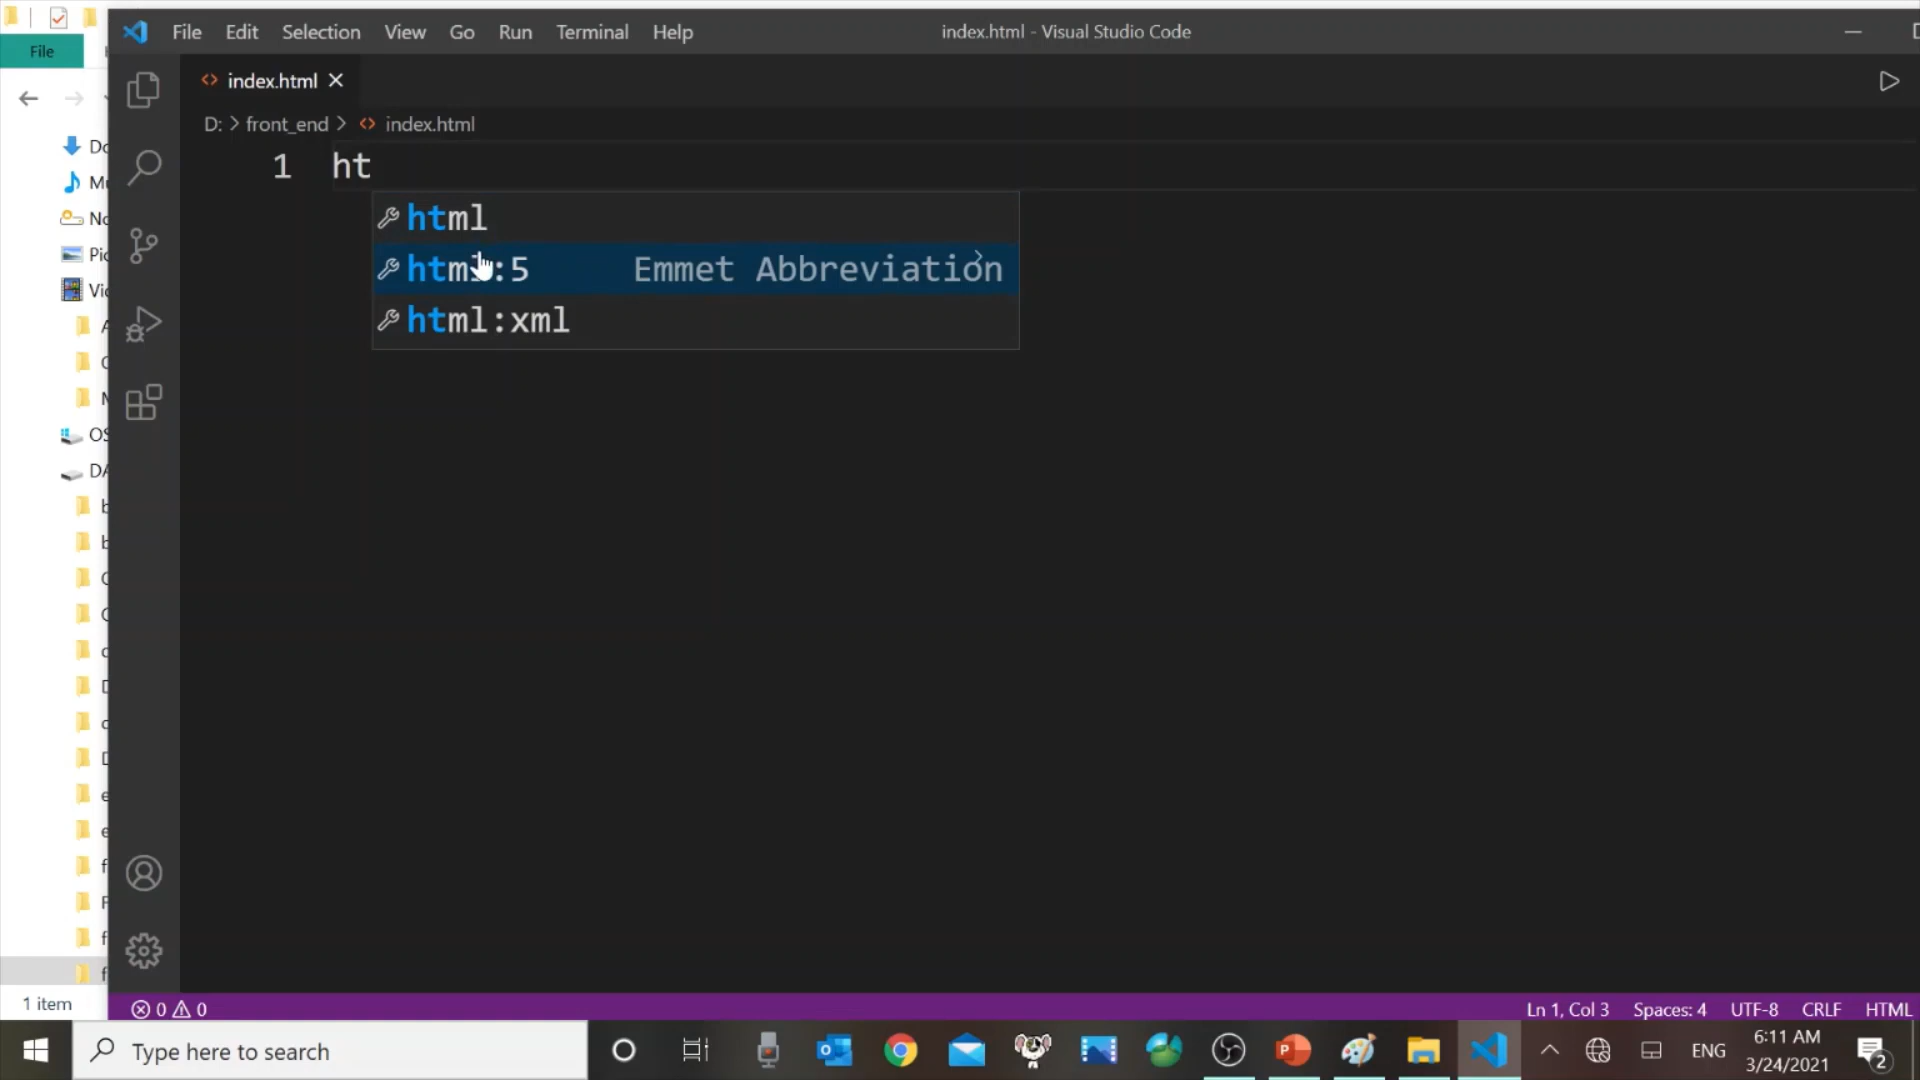 File Edit Selection View Go Run Terminal Help
index.html - Visual Studio Code
File
index.html
D: > front_end > index.html
1 ht
html
html:5 Emmet Abbreviation
html:xml
OS
1 item
0 0
Ln 1, Col 3 Spaces: 4 UTF-8 CRLF HTML
Type here to search
ENG
6:11 AM
3/24/2021
2